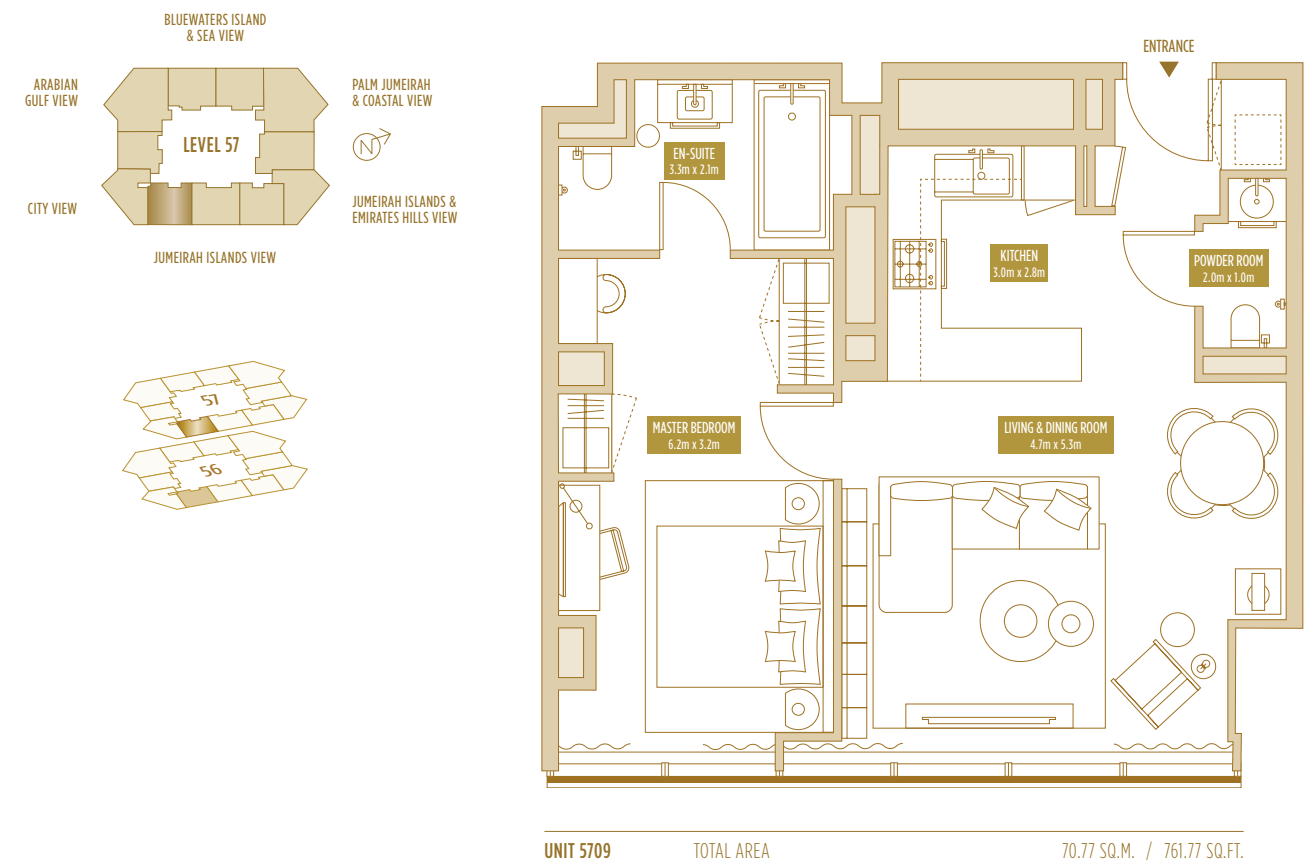 BLUEWATERS ISLAND
& SEA VIEW
ARABIAN
GULF VIEW
PALM JUMEIRAH
& COASTAL VIEW
LEVEL 57
N
CITY VIEW
JUMEIRAH ISLANDS &
EMIRATES HILLS VIEW
JUMEIRAH ISLANDS VIEW
57
56
ENTRANCE
EN-SUITE
3.3m x 2.1m
KITCHEN
3.0m x 2.8m
POWDER ROOM
2.0m x 1.0m
MASTER BEDROOM
6.2m x 3.2m
LIVING & DINING ROOM
4.7m x 5.3m
UNIT 5709 TOTAL AREA 70.77 SQ.M. / 761.77 SQ.FT.